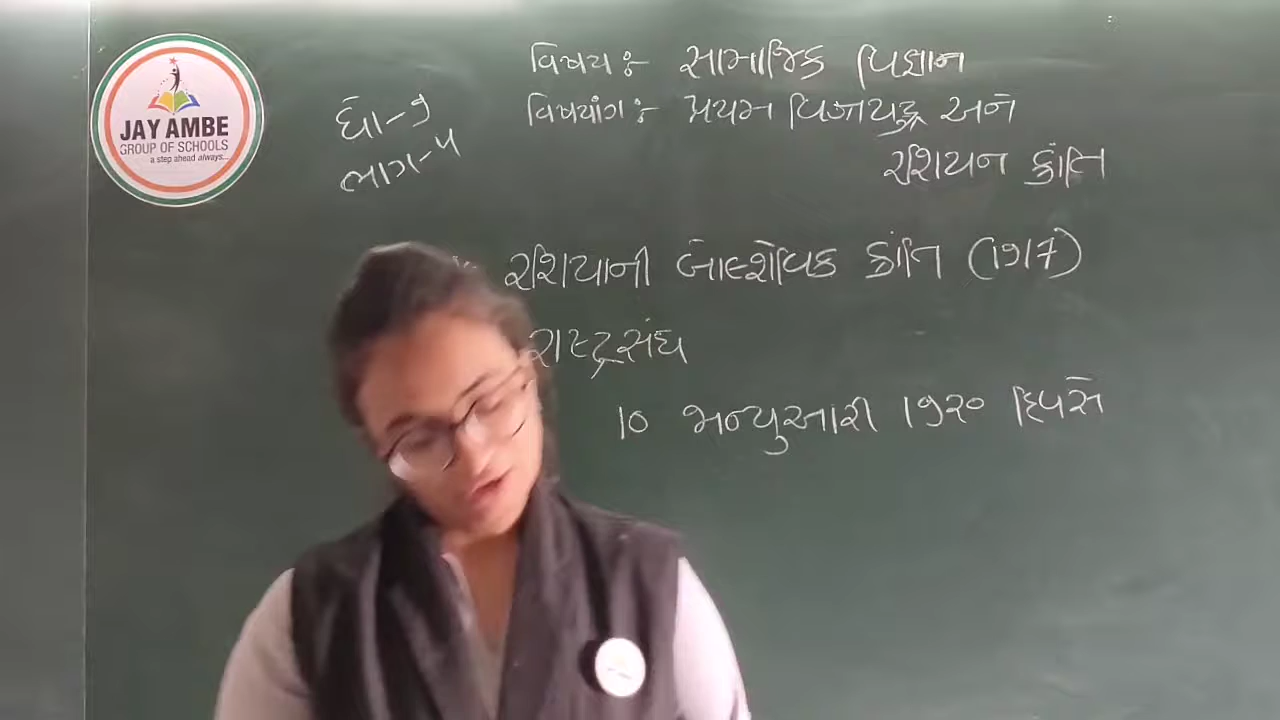 JAY AMBE
GROUP OF SCHOOLS
a step ahead always...
ધો-૧
ભાગ-૫
વિષય :- સામાજિક વિજ્ઞાન
વિષયાંગ :- પ્રથમ વિશ્વયુદ્ધ અને
રશિયન ક્રાંતિ
રશિયાની બોલ્શેવિક ક્રાંતિ (1917)
રાષ્ટ્રસંઘ
10 જાન્યુઆરી 1920 દિવસે